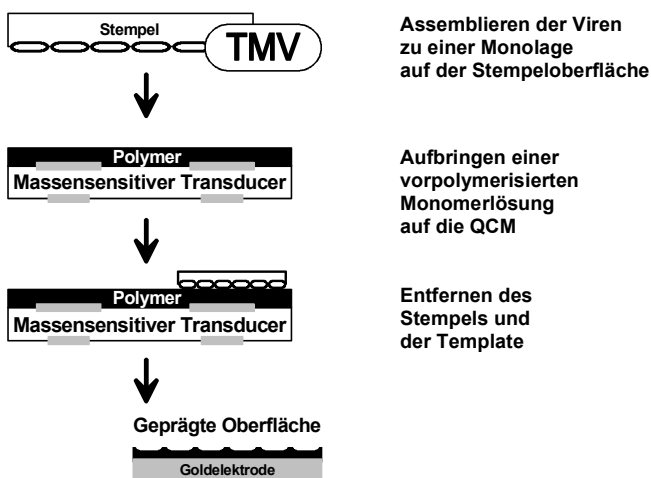 Stempel
TMV
Assemblieren der Viren
zu einer Monolage
auf der Stempeloberfläche
Polymer
Massensensitiver Transducer
Aufbringen einer
vorpolymerisierten
Monomerlösung
auf die QCM
Polymer
Massensensitiver Transducer
Entfernen des
Stempels und
der Template
Geprägte Oberfläche
Goldelektrode